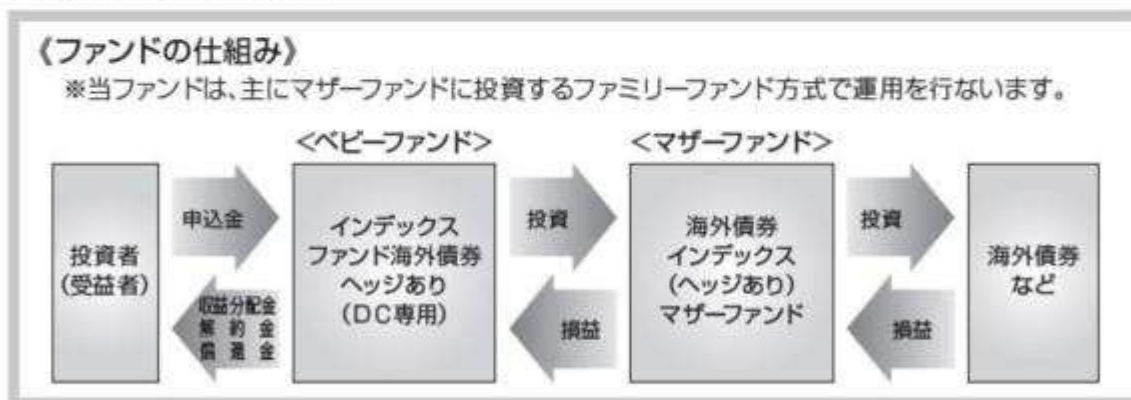 《ファンドの仕組み》
※当ファンドは、主にマザーファンドに投資するファミリーファンド方式で運用を行ないます。
<ベビーファンド>
<マザーファンド>
投資者
(受益者)
申込金
収益分配金
解約金
償還金
インデックス
ファンド海外債券
ヘッジあり
(DC専用)
投資
損益
海外債券
インデックス
(ヘッジあり)
マザーファンド
投資
損益
海外債券
など